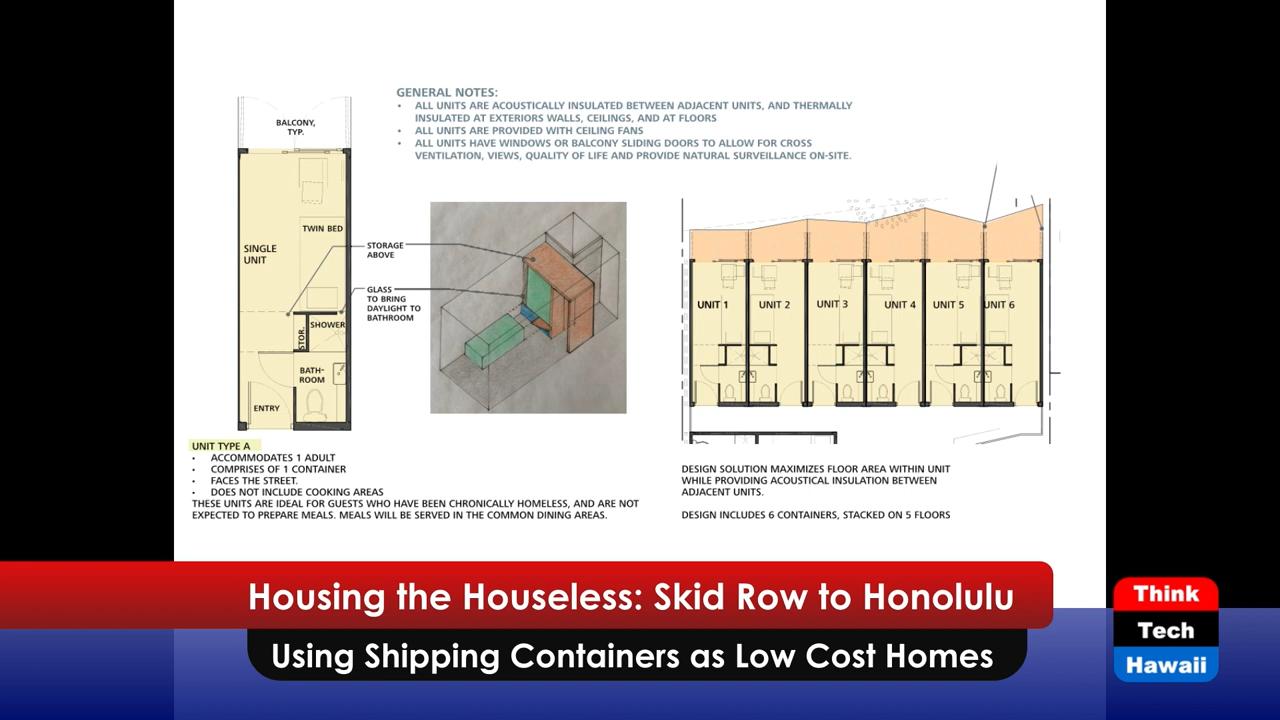 GENERAL NOTES:
• ALL UNITS ARE ACOUSTICALLY INSULATED BETWEEN ADJACENT UNITS, AND THERMALLY
INSULATED AT EXTERIORS WALLS, CEILINGS, AND AT FLOORS
• ALL UNITS ARE PROVIDED WITH CEILING FANS
• ALL UNITS HAVE WINDOWS OR BALCONY SLIDING DOORS TO ALLOW FOR CROSS
VENTILATION, VIEWS, QUALITY OF LIFE AND PROVIDE NATURAL SURVEILLANCE ON-SITE.
BALCONY,
TYP.
TWIN BED
SINGLE
UNIT
STORAGE
ABOVE
GLASS
TO BRING
DAYLIGHT TO
BATHROOM
SHOWER
STOR.
BATH-
ROOM
ENTRY
UNIT 1
UNIT 2
UNIT 3
UNIT 4
UNIT 5
UNIT 6
UNIT TYPE A
• ACCOMMODATES 1 ADULT
• COMPRISES OF 1 CONTAINER
• FACES THE STREET.
• DOES NOT INCLUDE COOKING AREAS
THESE UNITS ARE IDEAL FOR GUESTS WHO HAVE BEEN CHRONICALLY HOMELESS, AND ARE NOT
EXPECTED TO PREPARE MEALS. MEALS WILL BE SERVED IN THE COMMON DINING AREAS.
DESIGN SOLUTION MAXIMIZES FLOOR AREA WITHIN UNIT
WHILE PROVIDING ACOUSTICAL INSULATION BETWEEN
ADJACENT UNITS.
DESIGN INCLUDES 6 CONTAINERS, STACKED ON 5 FLOORS
Housing the Houseless: Skid Row to Honolulu
Using Shipping Containers as Low Cost Homes
Think
Tech
Hawaii